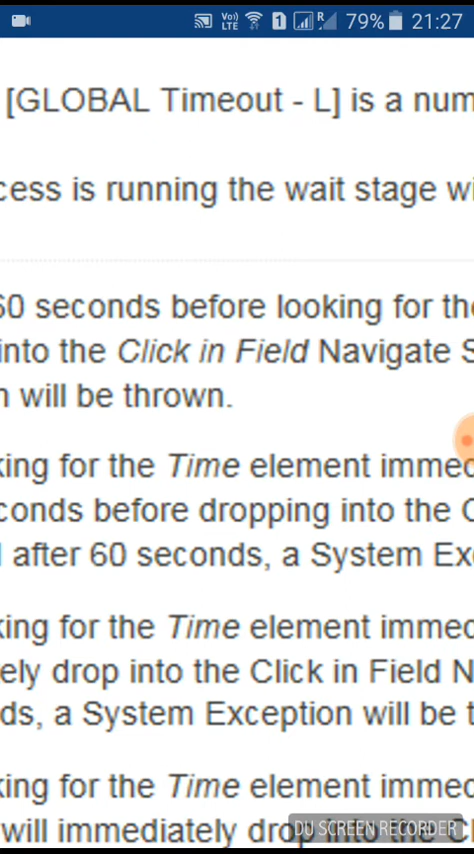 Vo)) LTE 1 R 79% 21:27
[GLOBAL Timeout - L] is a num
cess is running the wait stage wi
60 seconds before looking for the
into the Click in Field Navigate S
n will be thrown.
king for the Time element immed
conds before dropping into the C
after 60 seconds, a System Ex
king for the Time element immed
ely drop into the Click in Field N
ds, a System Exception will be t
king for the Time element immed
will immediately drop into the Cl
DU SCREEN RECORDER